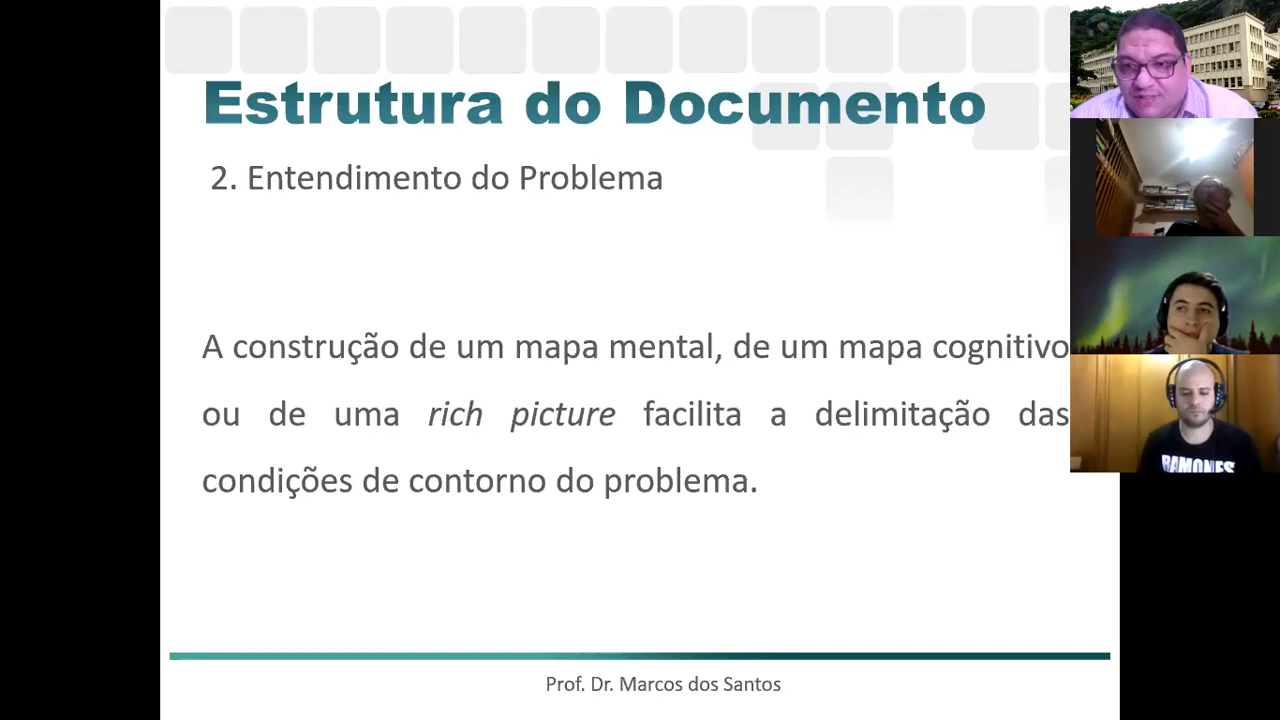 Estrutura do Documento
2. Entendimento do Problema
A construção de um mapa mental, de um mapa cognitivo
ou de uma rich picture facilita a delimitação das
condições de contorno do problema.
RAMONES
Prof. Dr. Marcos dos Santos